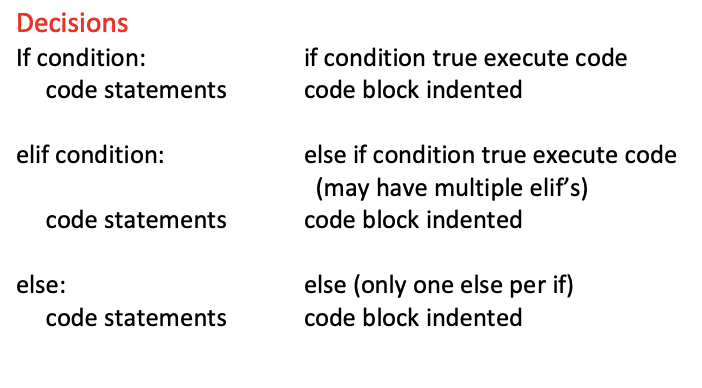 Decisions
If condition: if condition true execute code
code statements code block indented
elif condition: else if condition true execute code
(may have multiple elif’s)
code statements code block indented
else: else (only one else per if)
code statements code block indented